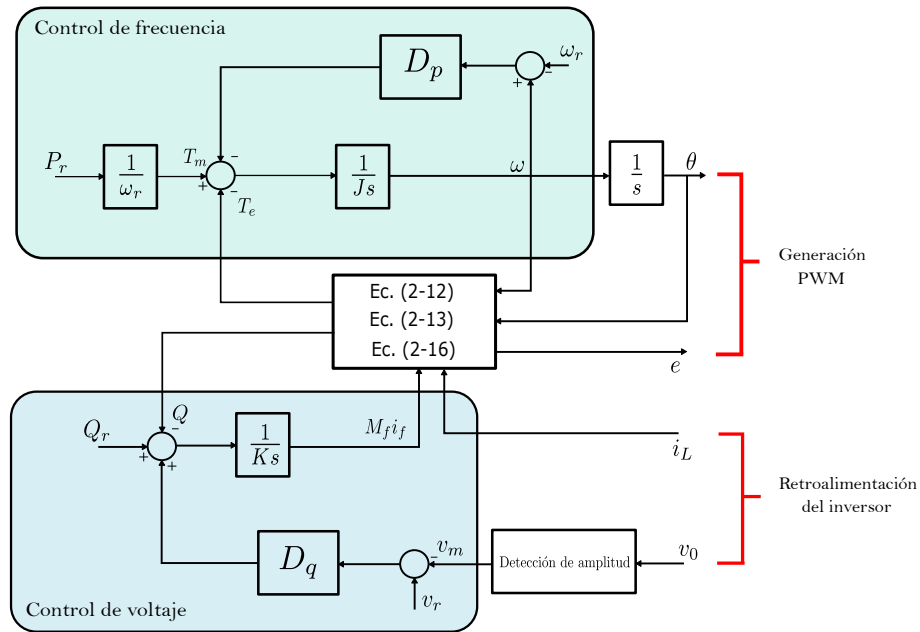 Control de frecuencia
D_p
ω_r
+
-
P_r
1/ω_r
T_m
+
-
-
T_e
1/Js
ω
1/s
θ
Generación
PWM
Ec. (2-12)
Ec. (2-13)
Ec. (2-16)
e
Q_r
+
Q
-
+
1/Ks
M_f i_f
i_L
Retroalimentación
del inversor
D_q
-
v_m
v_r
Detección de amplitud
v_0
Control de voltaje